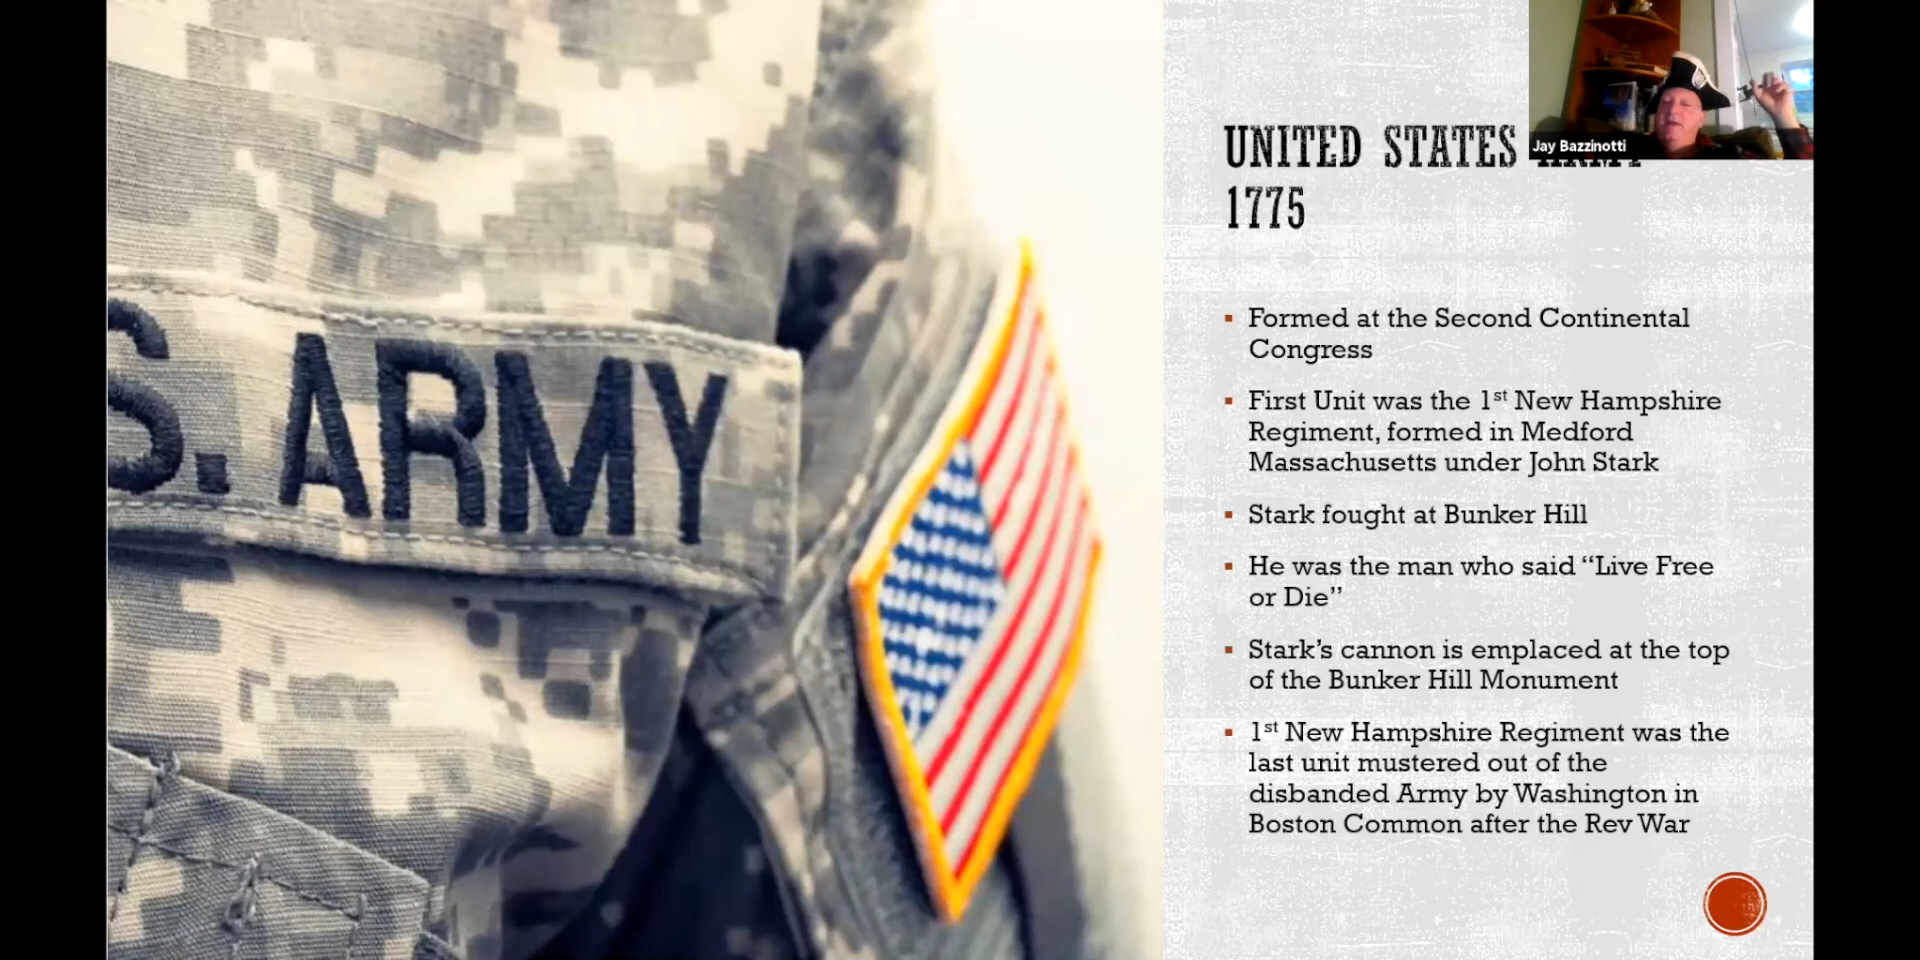 S. ARMY
Jay Bazzinotti
UNITED STATES ARMY
1775
▪ Formed at the Second Continental
Congress
▪ First Unit was the 1st New Hampshire
Regiment, formed in Medford
Massachusetts under John Stark
▪ Stark fought at Bunker Hill
▪ He was the man who said “Live Free
or Die”
▪ Stark’s cannon is emplaced at the top
of the Bunker Hill Monument
▪ 1st New Hampshire Regiment was the
last unit mustered out of the
disbanded Army by Washington in
Boston Common after the Rev War